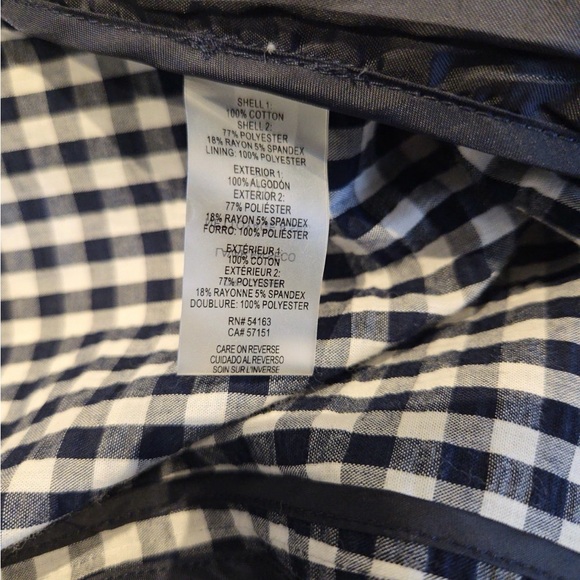 SHELL 1:
100% COTTON
SHELL 2:
77% POLYESTER
18% RAYON 5% SPANDEX
LINING: 100% POLYESTER
EXTERIOR 1:
100% ALGODÓN
EXTERIOR 2:
77% POLIÉSTER
18% RAYON 5% SPANDEX
FORRO: 100% POLIÉSTER
EXTÉRIEUR 1:
100% COTON
EXTÉRIEUR 2:
77% POLYESTER
18% RAYONNE 5% SPANDEX
DOUBLURE: 100% POLYESTER
RN# 54163
CA# 57151
CARE ON REVERSE
CUIDADO AL REVERSO
SOIN SUR L'INVERSE